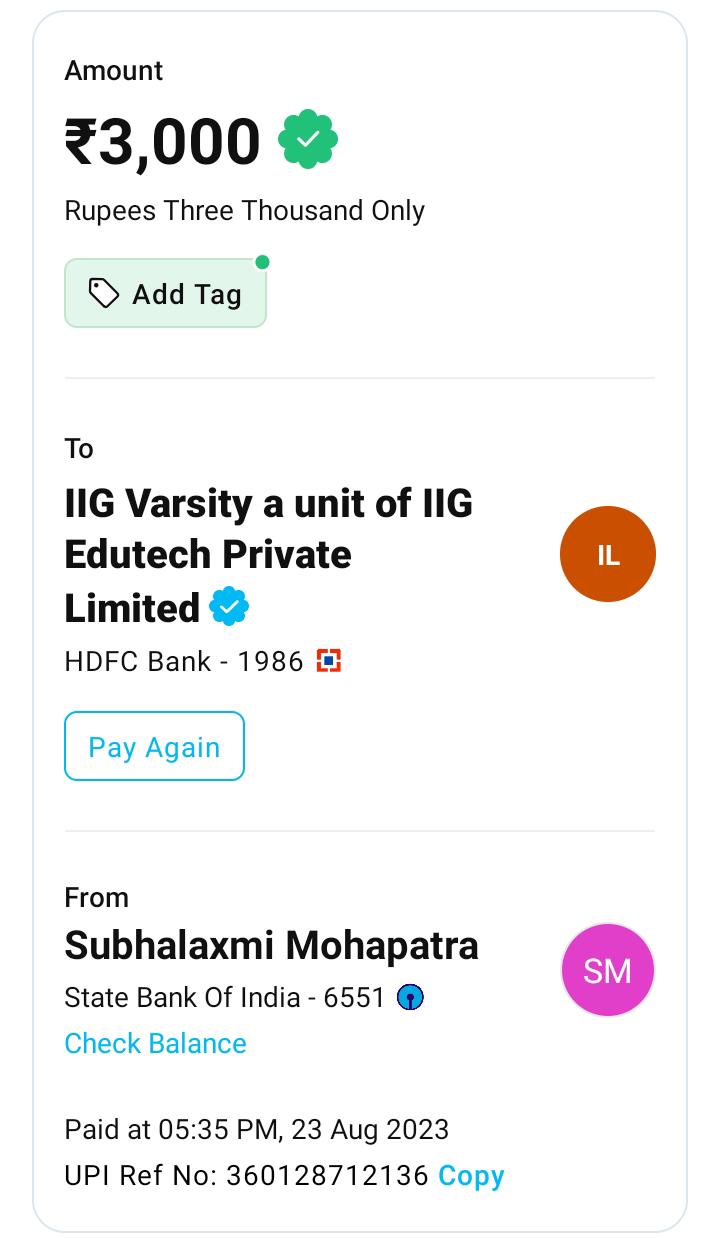 Amount
₹3,000
Rupees Three Thousand Only
Add Tag
To
IIG Varsity a unit of IIG
Edutech Private
Limited
IL
HDFC Bank - 1986
Pay Again
From
Subhalaxmi Mohapatra
SM
State Bank Of India - 6551
Check Balance
Paid at 05:35 PM, 23 Aug 2023
UPI Ref No: 360128712136 Copy